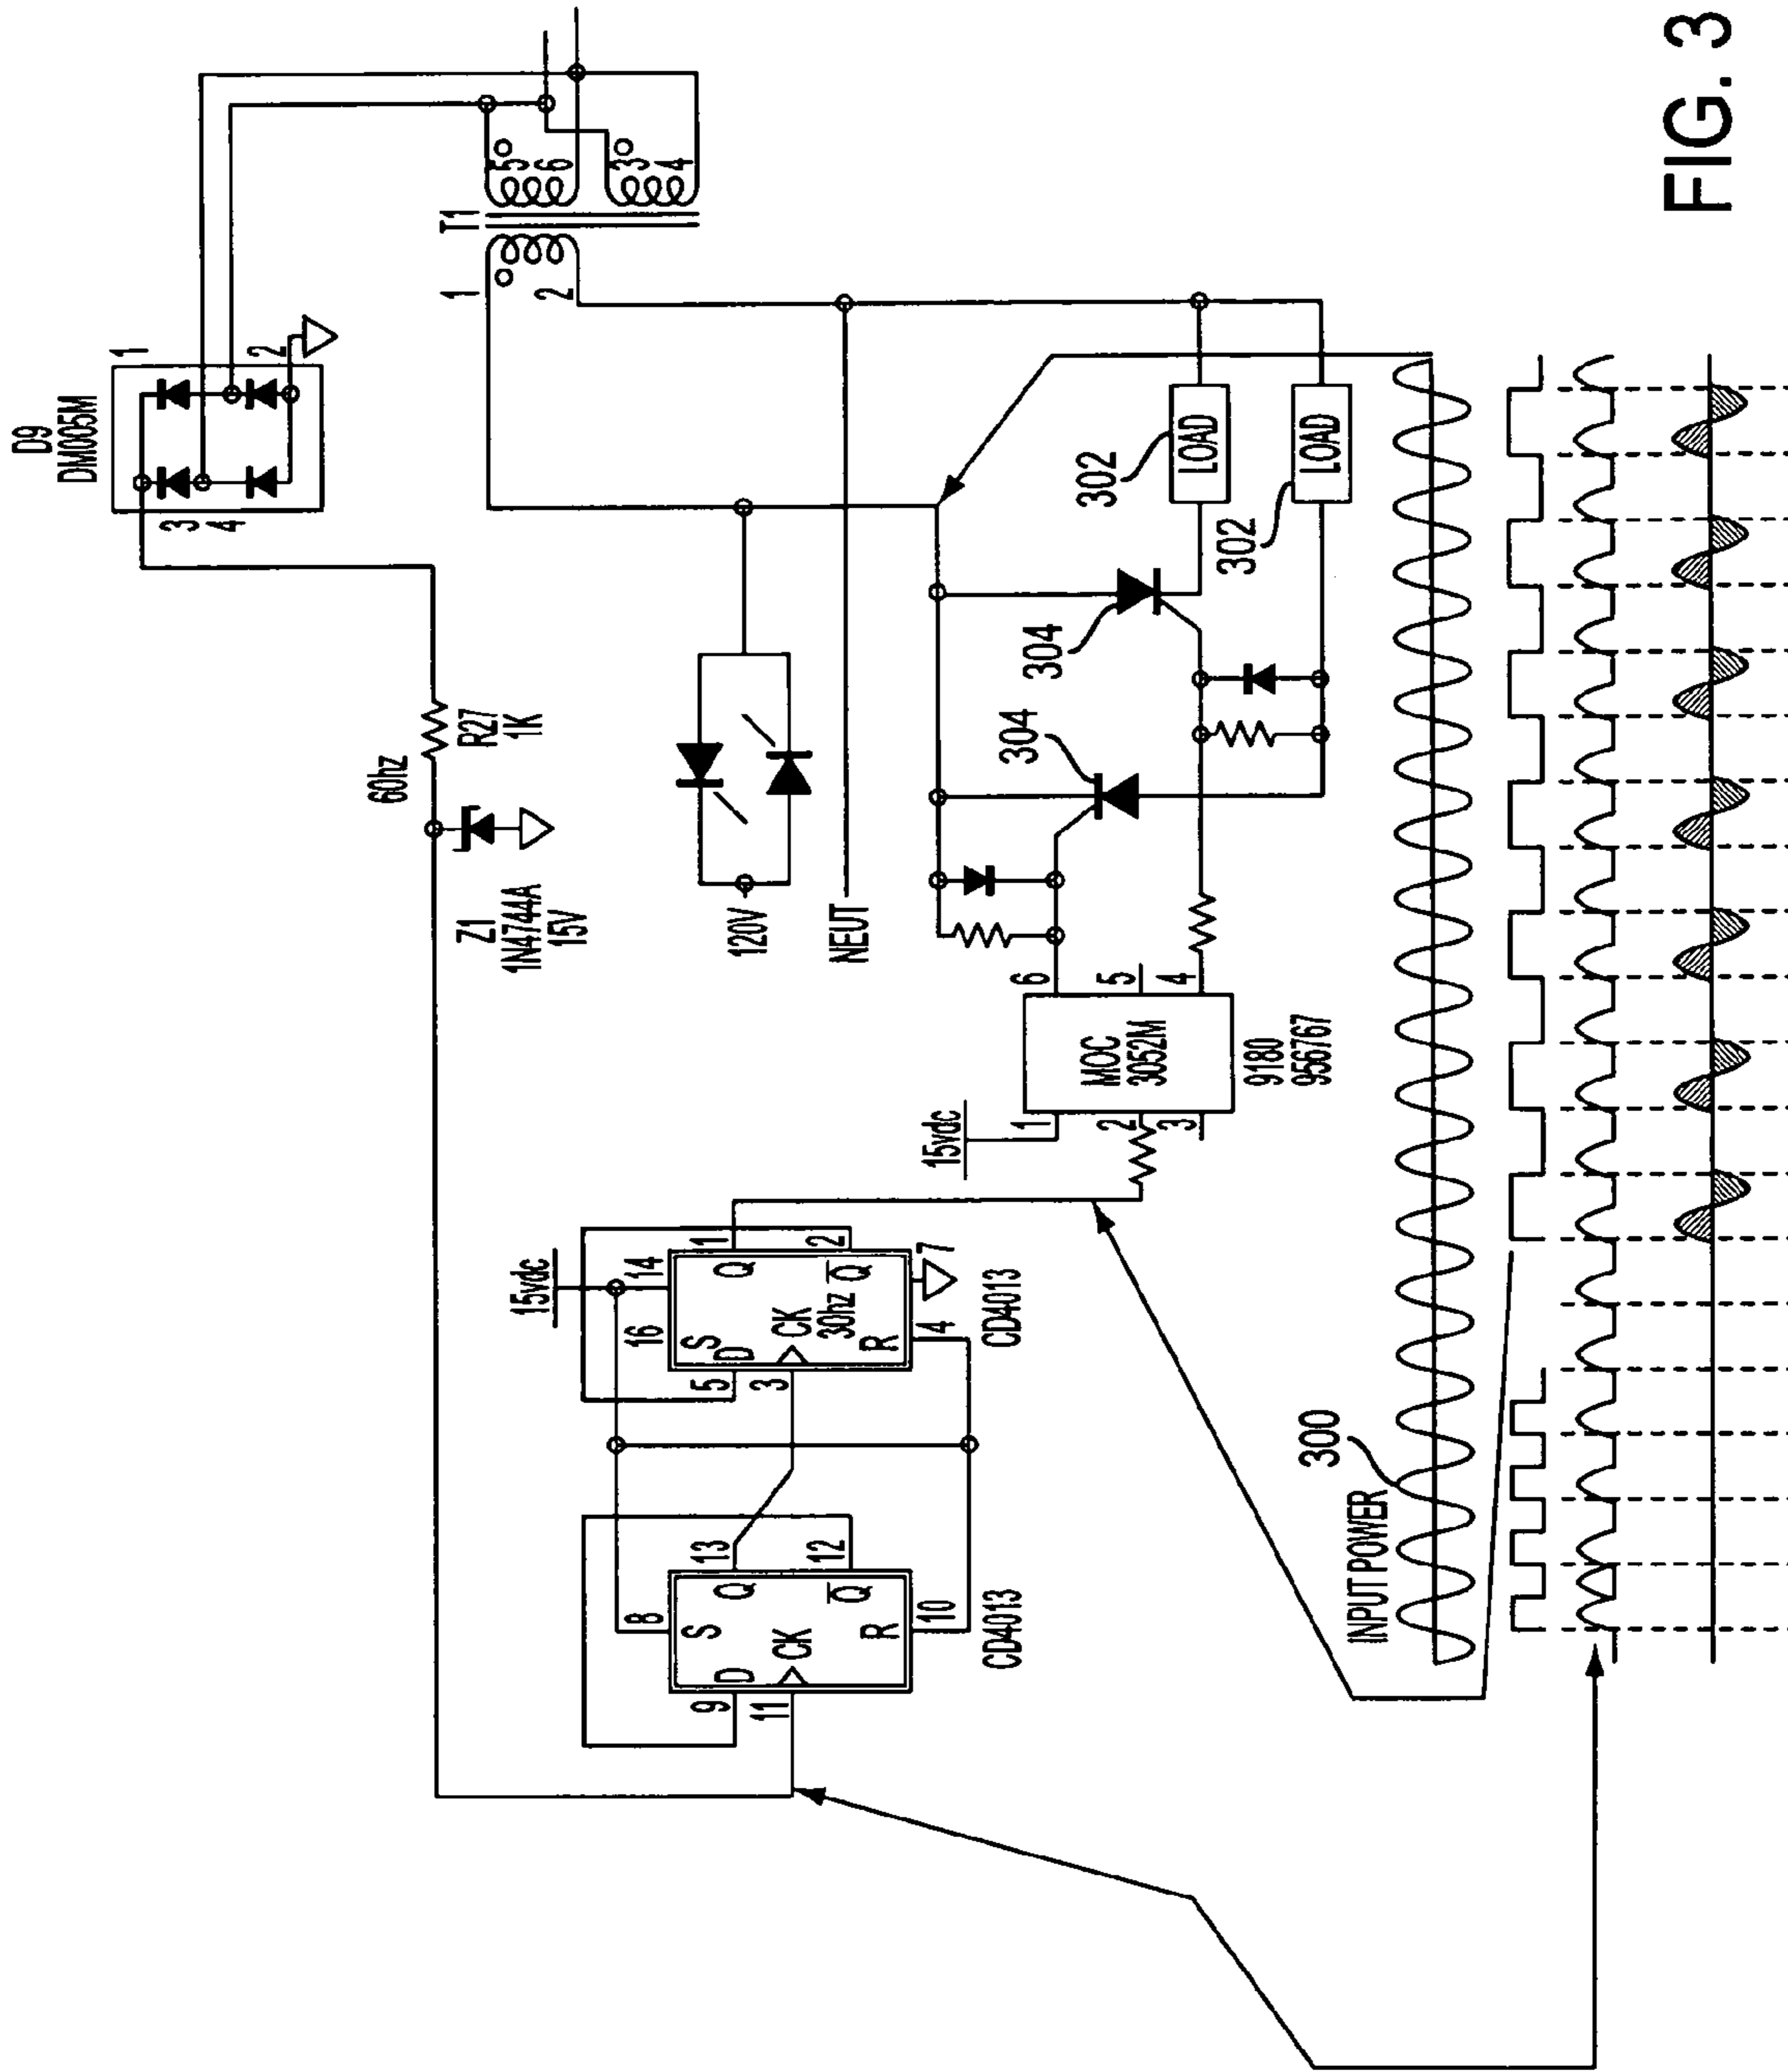 D9
DM005M
1
3
4
2
T1
1
2
5
6
3
4
60hz
R27
1K
Z1
1N4744A
15V
120V
NEUT
15vdc
16
14
S
D
Q
CK
30hz
Q
R
5
3
1
2
4
7
CD4013
8
S
D
Q
CK
Q
R
9
11
13
12
10
CD4013
15vdc
1
2
3
MOC
3052M
6
5
4
9180
956767
304
304
302
LOAD
302
LOAD
INPUT POWER
300
FIG. 3